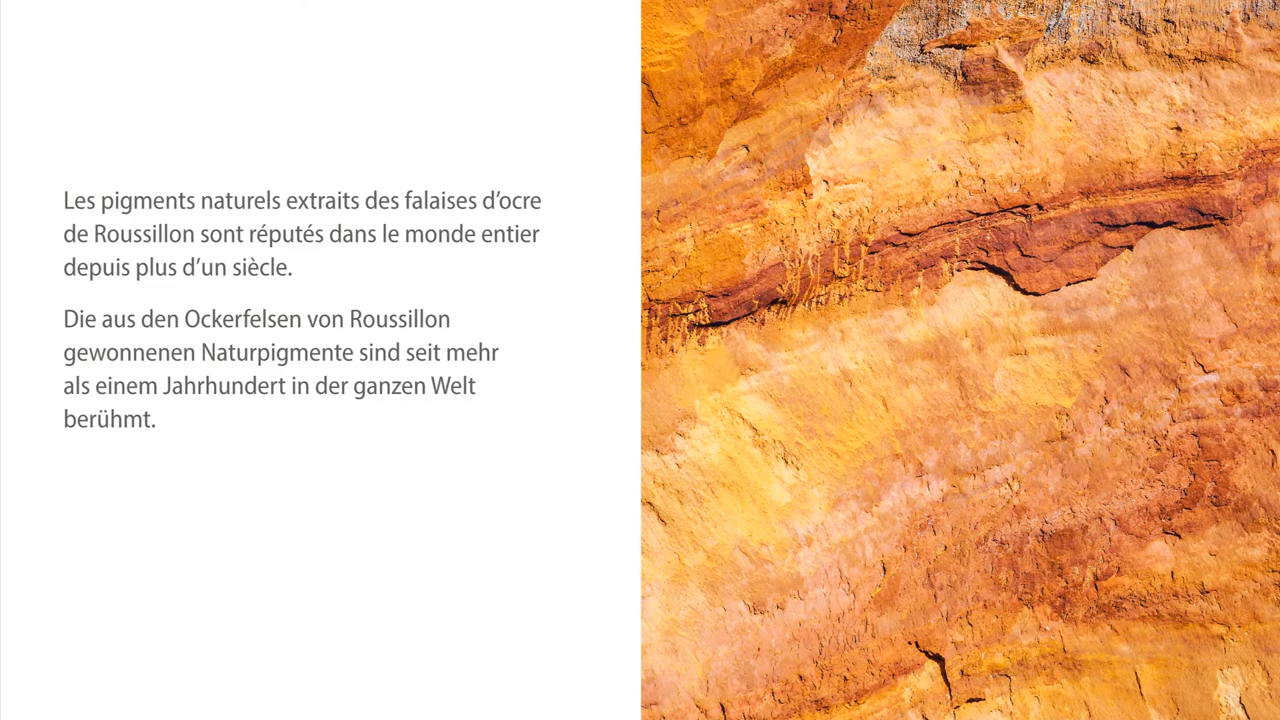 Les pigments naturels extraits des falaises d’ocre
de Roussillon sont réputés dans le monde entier
depuis plus d’un siècle.
Die aus den Ockerfelsen von Roussillon
gewonnenen Naturpigmente sind seit mehr
als einem Jahrhundert in der ganzen Welt
berühmt.